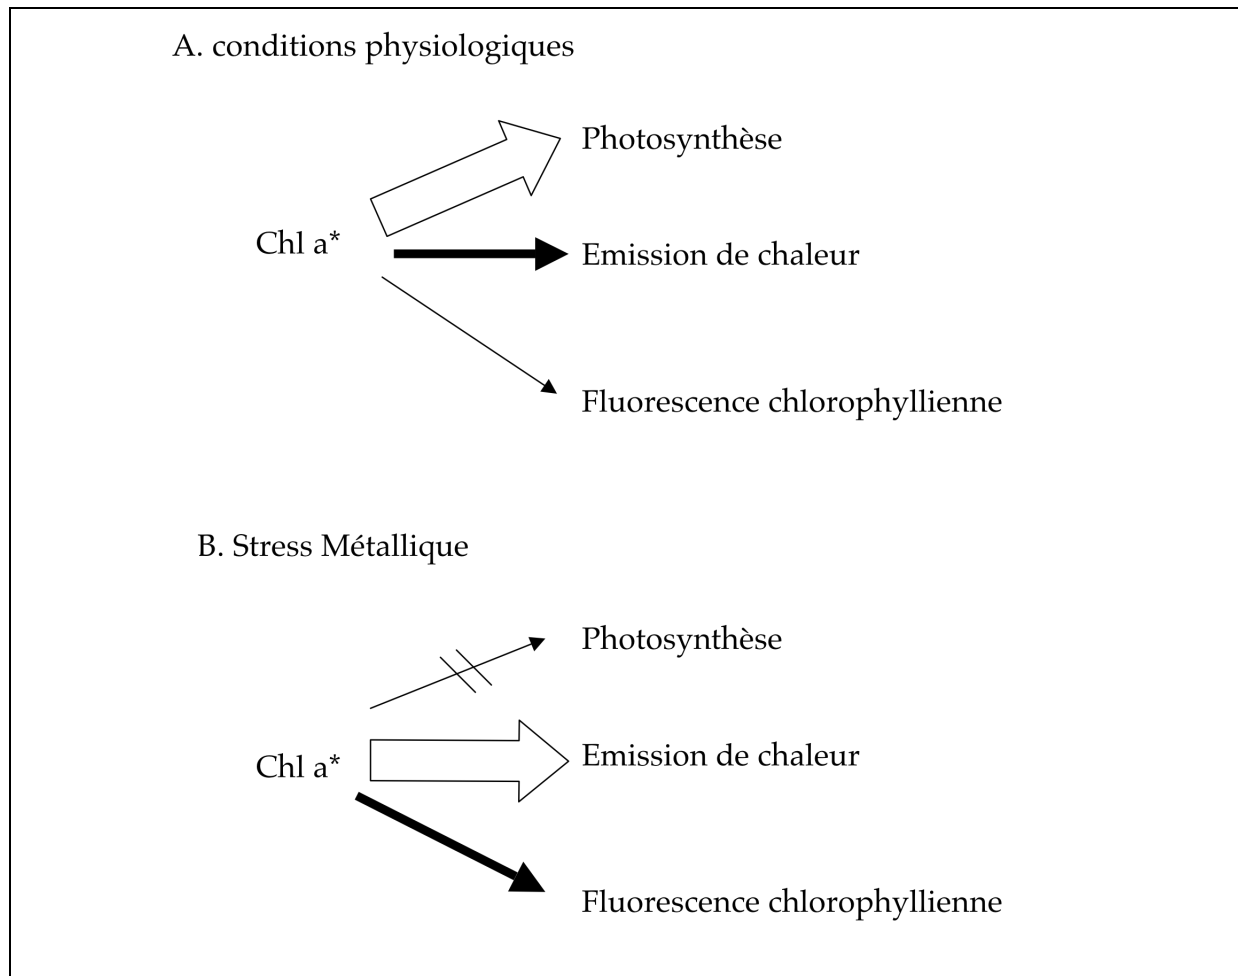 A. conditions physiologiques
Photosynthèse
Chl a*
Emission de chaleur
Fluorescence chlorophyllienne
B. Stress Métallique
Photosynthèse
Chl a*
Emission de chaleur
Fluorescence chlorophyllienne